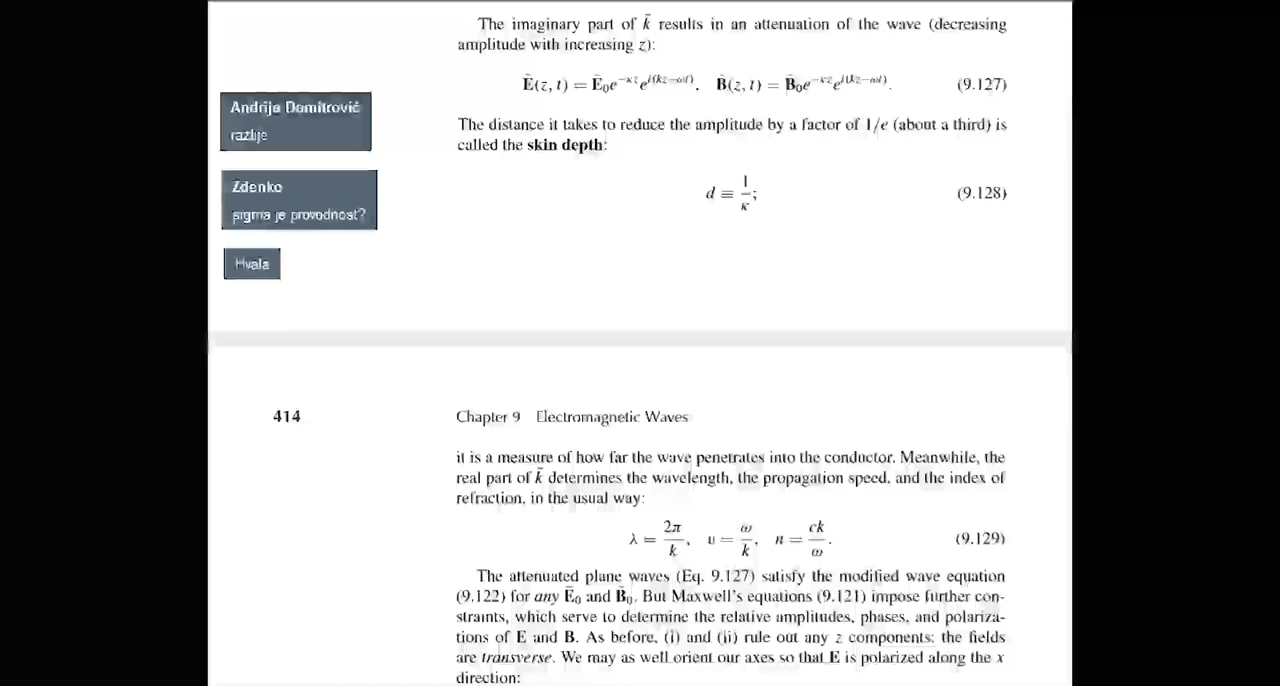 The imaginary part of k̃ results in an attenuation of the wave (decreasing
amplitude with increasing z):
Ẽ(z, t) = Ẽ₀e^{−κz}e^{i(kz−ωt)}, B̃(z, t) = B̃₀e^{−κz}e^{i(kz−ωt)}. (9.127)
The distance it takes to reduce the amplitude by a factor of 1/e (about a third) is
called the skin depth:
d ≡ 1/κ; (9.128)
Andrija Domitrović
razlije
Zdenko
sigma je provodnost?
Hvala
414 Chapter 9 Electromagnetic Waves
it is a measure of how far the wave penetrates into the conductor. Meanwhile, the
real part of k̃ determines the wavelength, the propagation speed, and the index of
refraction, in the usual way:
λ = 2π/k, v = ω/k, n = ck/ω. (9.129)
The attenuated plane waves (Eq. 9.127) satisfy the modified wave equation
(9.122) for any Ẽ₀ and B̃₀. But Maxwell's equations (9.121) impose further con-
straints, which serve to determine the relative amplitudes, phases, and polariza-
tions of E and B. As before, (i) and (ii) rule out any z components: the fields
are transverse. We may as well orient our axes so that E is polarized along the x
direction: